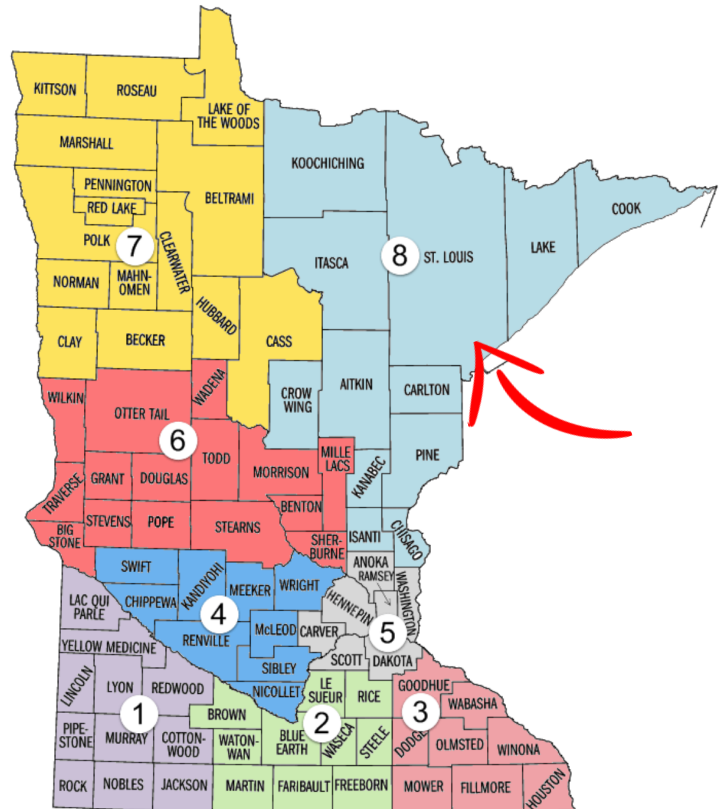 KITTSON
ROSEAU
LAKE OF
THE WOODS
MARSHALL
KOOCHICHING
PENNINGTON
BELTRAMI
RED LAKE
COOK
POLK
7
CLEARWATER
8
ST. LOUIS
LAKE
ITASCA
NORMAN
MAHN-
OMEN
HUBBARD
CLAY
BECKER
CASS
WADENA
AITKIN
CARLTON
WILKIN
CROW
WING
OTTER TAIL
6
TODD
MILLE
LACS
PINE
MORRISON
KANABEC
TRAVERSE
GRANT
DOUGLAS
BENTON
STEVENS
POPE
STEARNS
BIG
STONE
SHER-
BURNE
ISANTI
CHISAGO
SWIFT
KANDIYOHI
MEEKER
WRIGHT
ANOKA
RAMSEY
WASHINGTON
HENNEPIN
LAC QUI
PARLE
CHIPPEWA
4
McLEOD
CARVER
5
RENVILLE
YELLOW MEDICINE
SCOTT
DAKOTA
SIBLEY
LINCOLN
LYON
REDWOOD
NICOLLET
LE
SUEUR
RICE
GOODHUE
WABASHA
1
BROWN
2
3
PIPE-
STONE
MURRAY
COTTON-
WOOD
WATON-
WAN
BLUE
EARTH
WASECA
STEELE
DODGE
OLMSTED
WINONA
ROCK
NOBLES
JACKSON
MARTIN
FARIBAULT
FREEBORN
MOWER
FILLMORE
HOUSTON